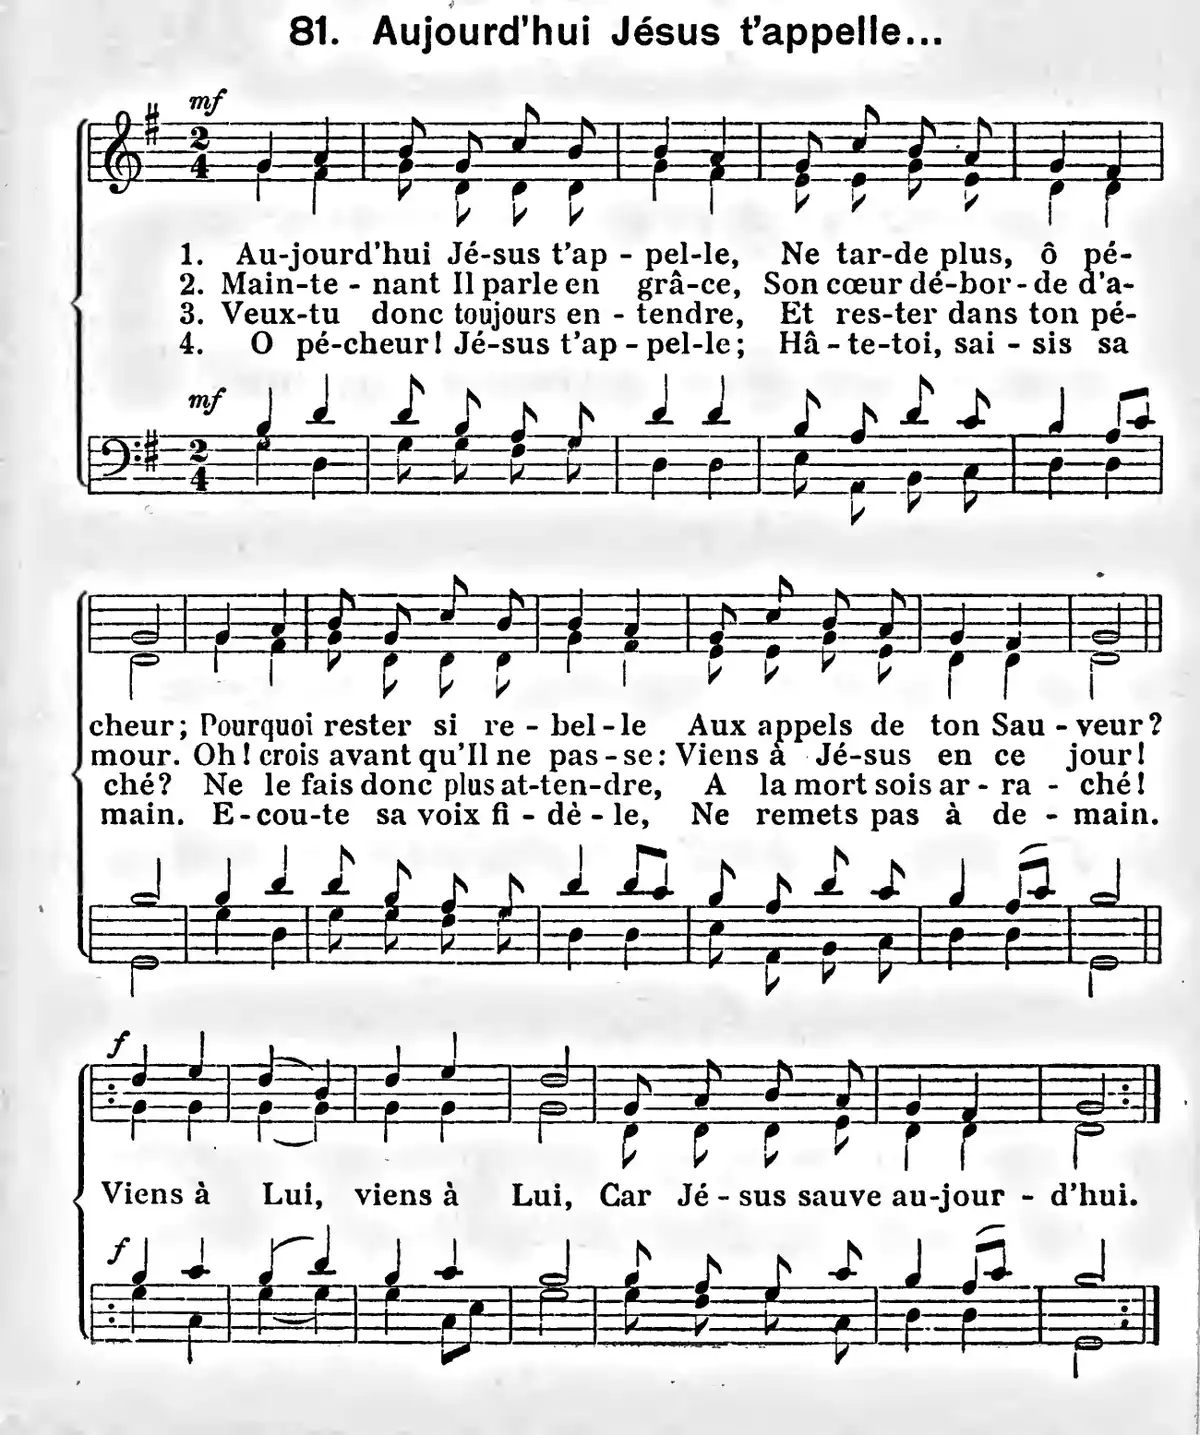 81. Aujourd'hui Jésus t'appelle...
mf
1. Au-jourd'hui Jé-sus t'ap - pel-le, Ne tar-de plus, ô pé-
2. Main-te - nant Il parle en grâ-ce, Son cœur dé-bor - de d'a-
3. Veux-tu donc toujours en - tendre, Et res-ter dans ton pé-
4. O pé-cheur! Jé-sus t'ap - pel-le; Hâ - te-toi, sai - sis sa
mf
cheur; Pourquoi rester si re - bel - le Aux appels de ton Sau - veur?
mour. Oh! crois avant qu'Il ne pas - se: Viens à Jé-sus en ce jour!
ché? Ne le fais donc plus at-ten-dre, A la mort sois ar - ra - ché!
main. E-cou-te sa voix fi - dè - le, Ne remets pas à de - main.
f
Viens à Lui, viens à Lui, Car Jé - sus sauve au-jour - d'hui.
f